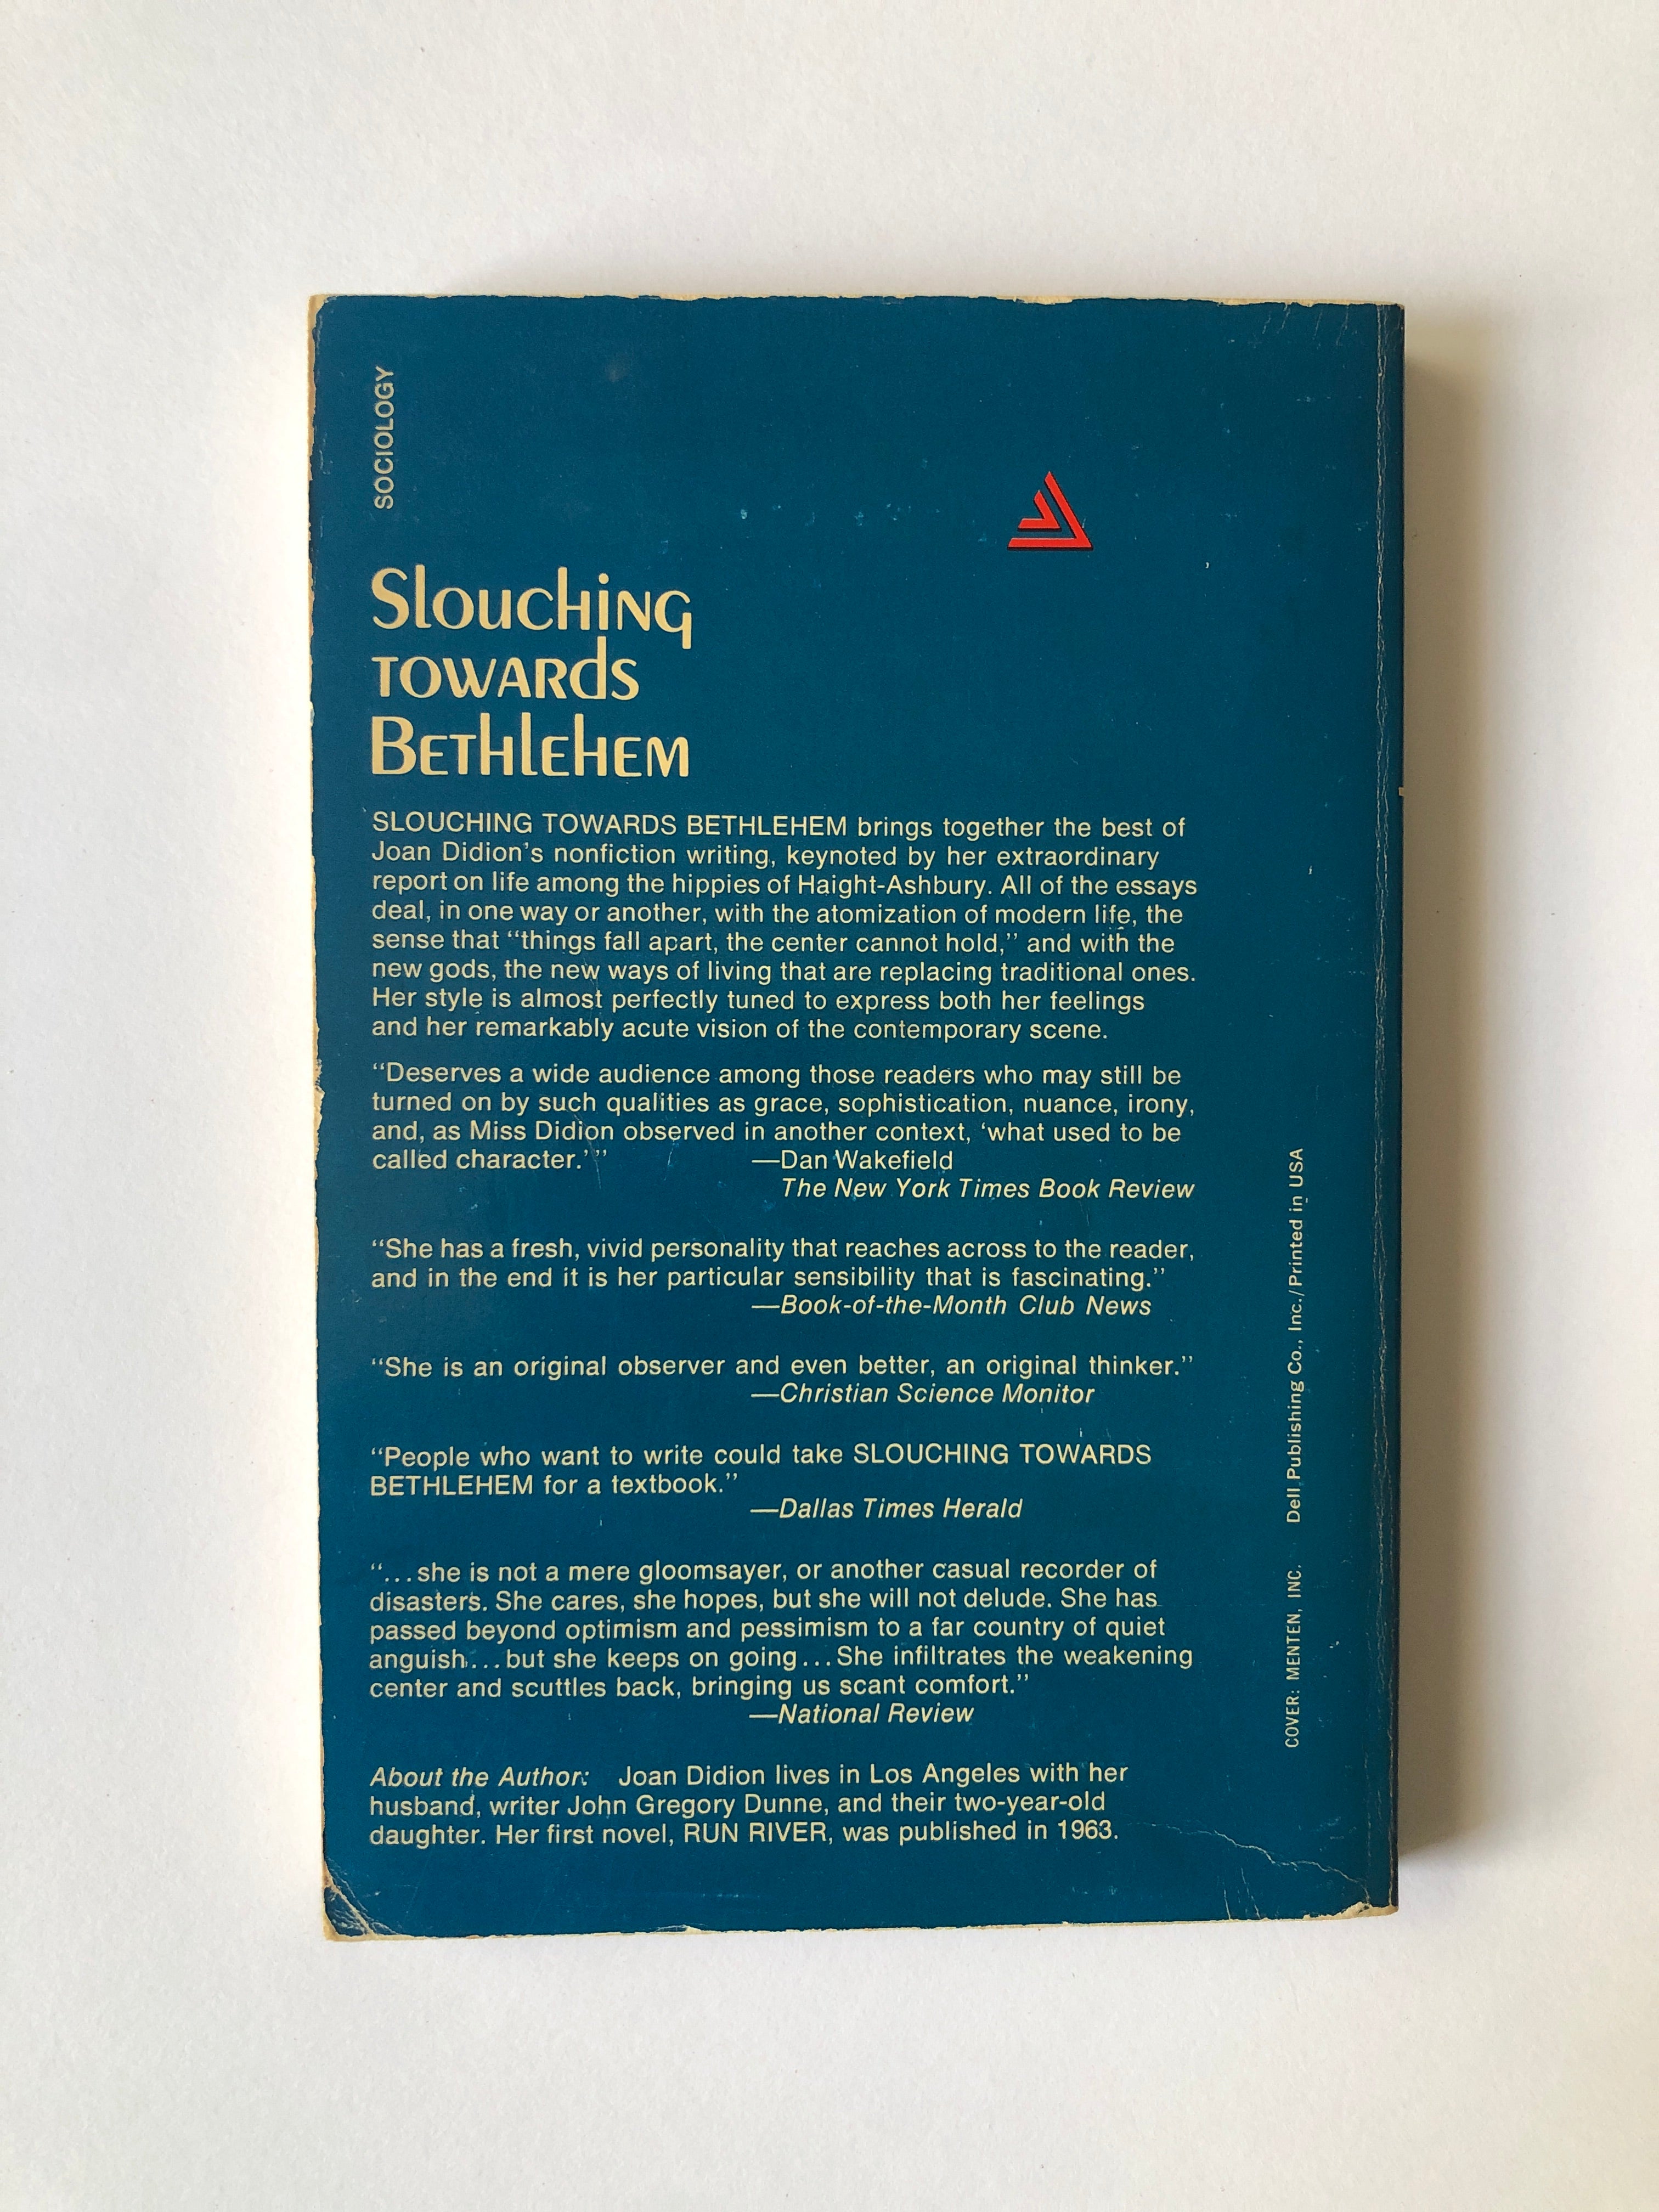 SOCIOLOGY
Slouching
TOWARds
BETHlEHEM
SLOUCHING TOWARDS BETHLEHEM brings together the best of
Joan Didion's nonfiction writing, keynoted by her extraordinary
report on life among the hippies of Haight-Ashbury. All of the essays
deal, in one way or another, with the atomization of modern life, the
sense that "things fall apart, the center cannot hold," and with the
new gods, the new ways of living that are replacing traditional ones.
Her style is almost perfectly tuned to express both her feelings
and her remarkably acute vision of the contemporary scene.
"Deserves a wide audience among those readers who may still be
turned on by such qualities as grace, sophistication, nuance, irony,
and, as Miss Didion observed in another context, 'what used to be
called character.'" —Dan Wakefield
The New York Times Book Review
"She has a fresh, vivid personality that reaches across to the reader,
and in the end it is her particular sensibility that is fascinating."
—Book-of-the-Month Club News
"She is an original observer and even better, an original thinker."
—Christian Science Monitor
"People who want to write could take SLOUCHING TOWARDS
BETHLEHEM for a textbook."
—Dallas Times Herald
"...she is not a mere gloomsayer, or another casual recorder of
disasters. She cares, she hopes, but she will not delude. She has
passed beyond optimism and pessimism to a far country of quiet
anguish...but she keeps on going...She infiltrates the weakening
center and scuttles back, bringing us scant comfort."
—National Review
About the Author: Joan Didion lives in Los Angeles with her
husband, writer John Gregory Dunne, and their two-year-old
daughter. Her first novel, RUN RIVER, was published in 1963.
COVER: MENTEN, INC. Dell Publishing Co., Inc./Printed in USA